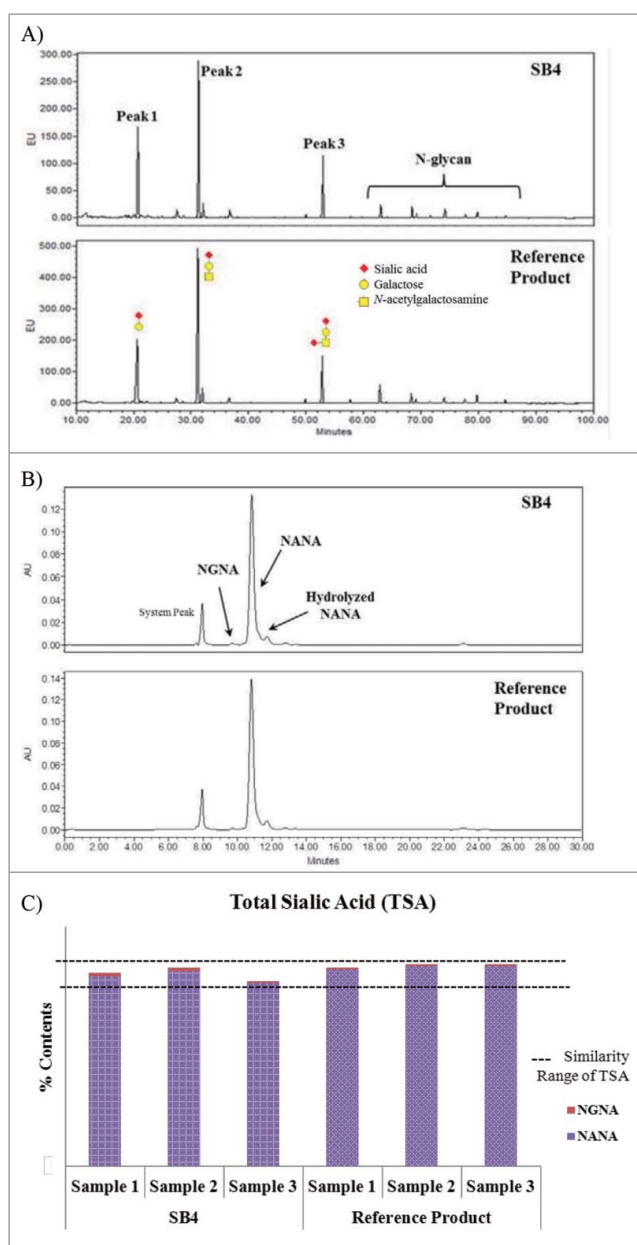 A)
300.00
250.00
200.00
150.00
100.00
50.00
0.00
EU
Peak 1
Peak 2
Peak 3
N-glycan
SB4
500.00
400.00
300.00
200.00
100.00
0.00
EU
Reference
Product
Sialic acid
Galactose
N-acetylgalactosamine
10.00 20.00 30.00 40.00 50.00 60.00 70.00 80.00 90.00 100.00
Minutes
B)
0.12
0.10
0.08
0.06
0.04
0.02
0.00
AU
SB4
NANA
NGNA
Hydrolyzed
NANA
System Peak
0.14
0.12
0.10
0.08
0.06
0.04
0.02
0.00
AU
Reference
Product
0.00 2.00 4.00 6.00 8.00 10.00 12.00 14.00 16.00 18.00 20.00 22.00 24.00 26.00 28.00 30.00
Minutes
C)
Total Sialic Acid (TSA)
% Contents
Similarity
Range of TSA
NGNA
NANA
Sample 1 Sample 2 Sample 3 Sample 1 Sample 2 Sample 3
SB4 Reference Product